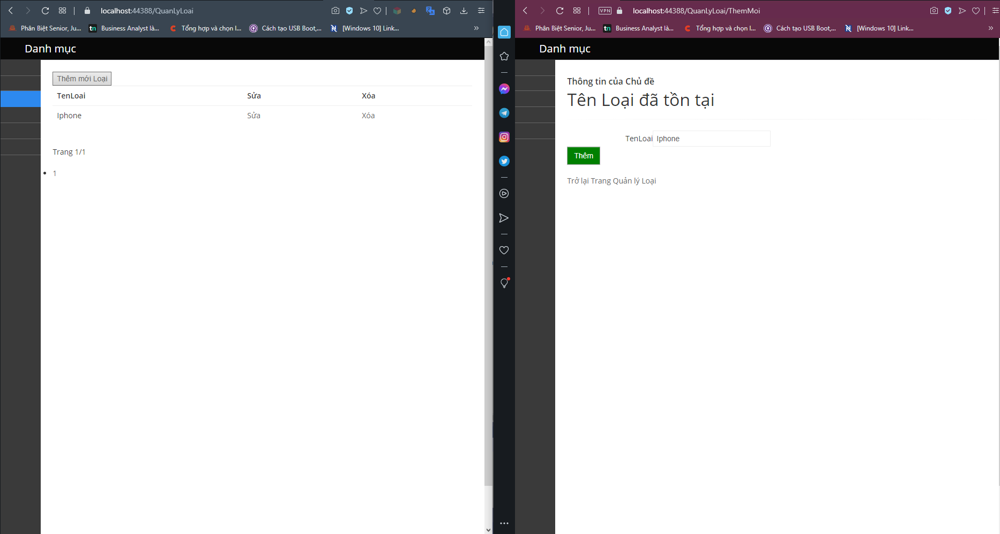 localhost:44388/QuanLyLoai
Phân Biệt Senior, Ju...
tn
Business Analyst là...
Tổng hợp và chọn l...
Cách tạo USB Boot,...
[Windows 10] Link...
»
Danh mục
Thêm mới Loại
TenLoai Sửa Xóa
Iphone Sửa Xóa
Trang 1/1
1
VPN
localhost:44388/QuanLyLoai/ThemMoi
Phân Biệt Senior, Ju...
tn
Business Analyst là...
Tổng hợp và chọn l...
Cách tạo USB Boot,...
[Windows 10] Link...
»
Danh mục
Thông tin của Chủ đề
Tên Loại đã tồn tại
TenLoai Iphone
Thêm
Trở lại Trang Quản lý Loại